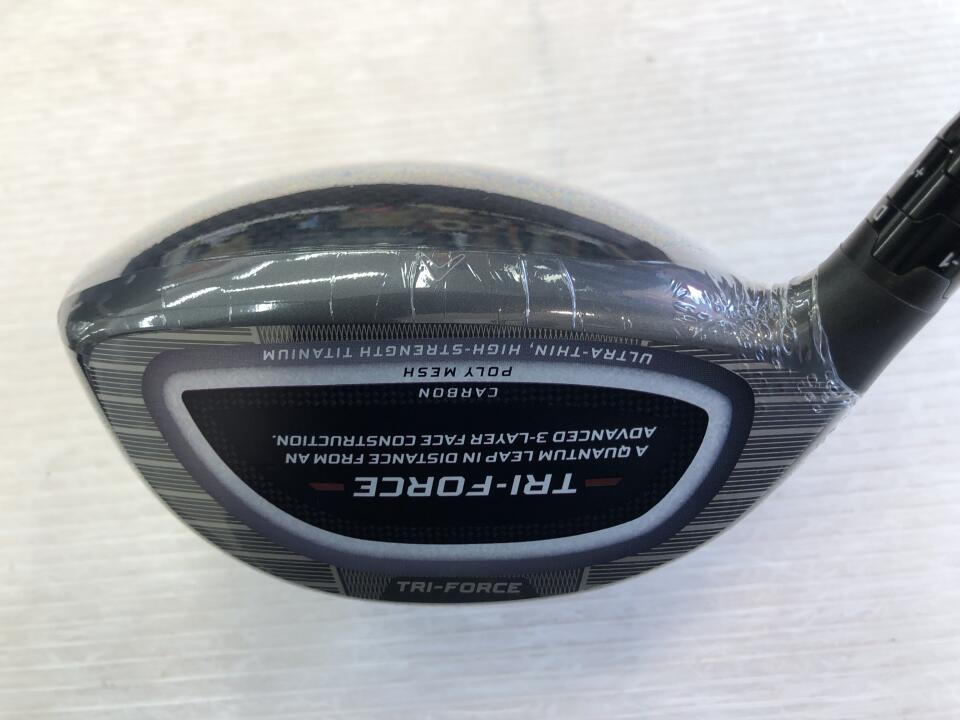 TRI-FORCE
A QUANTUM LEAP IN DISTANCE FROM AN
ADVANCED 3-LAYER FACE CONSTRUCTION.
CARBON
POLY MESH
ULTRA-THIN, HIGH-STRENGTH TITANIUM
TRI-FORCE
+
-1